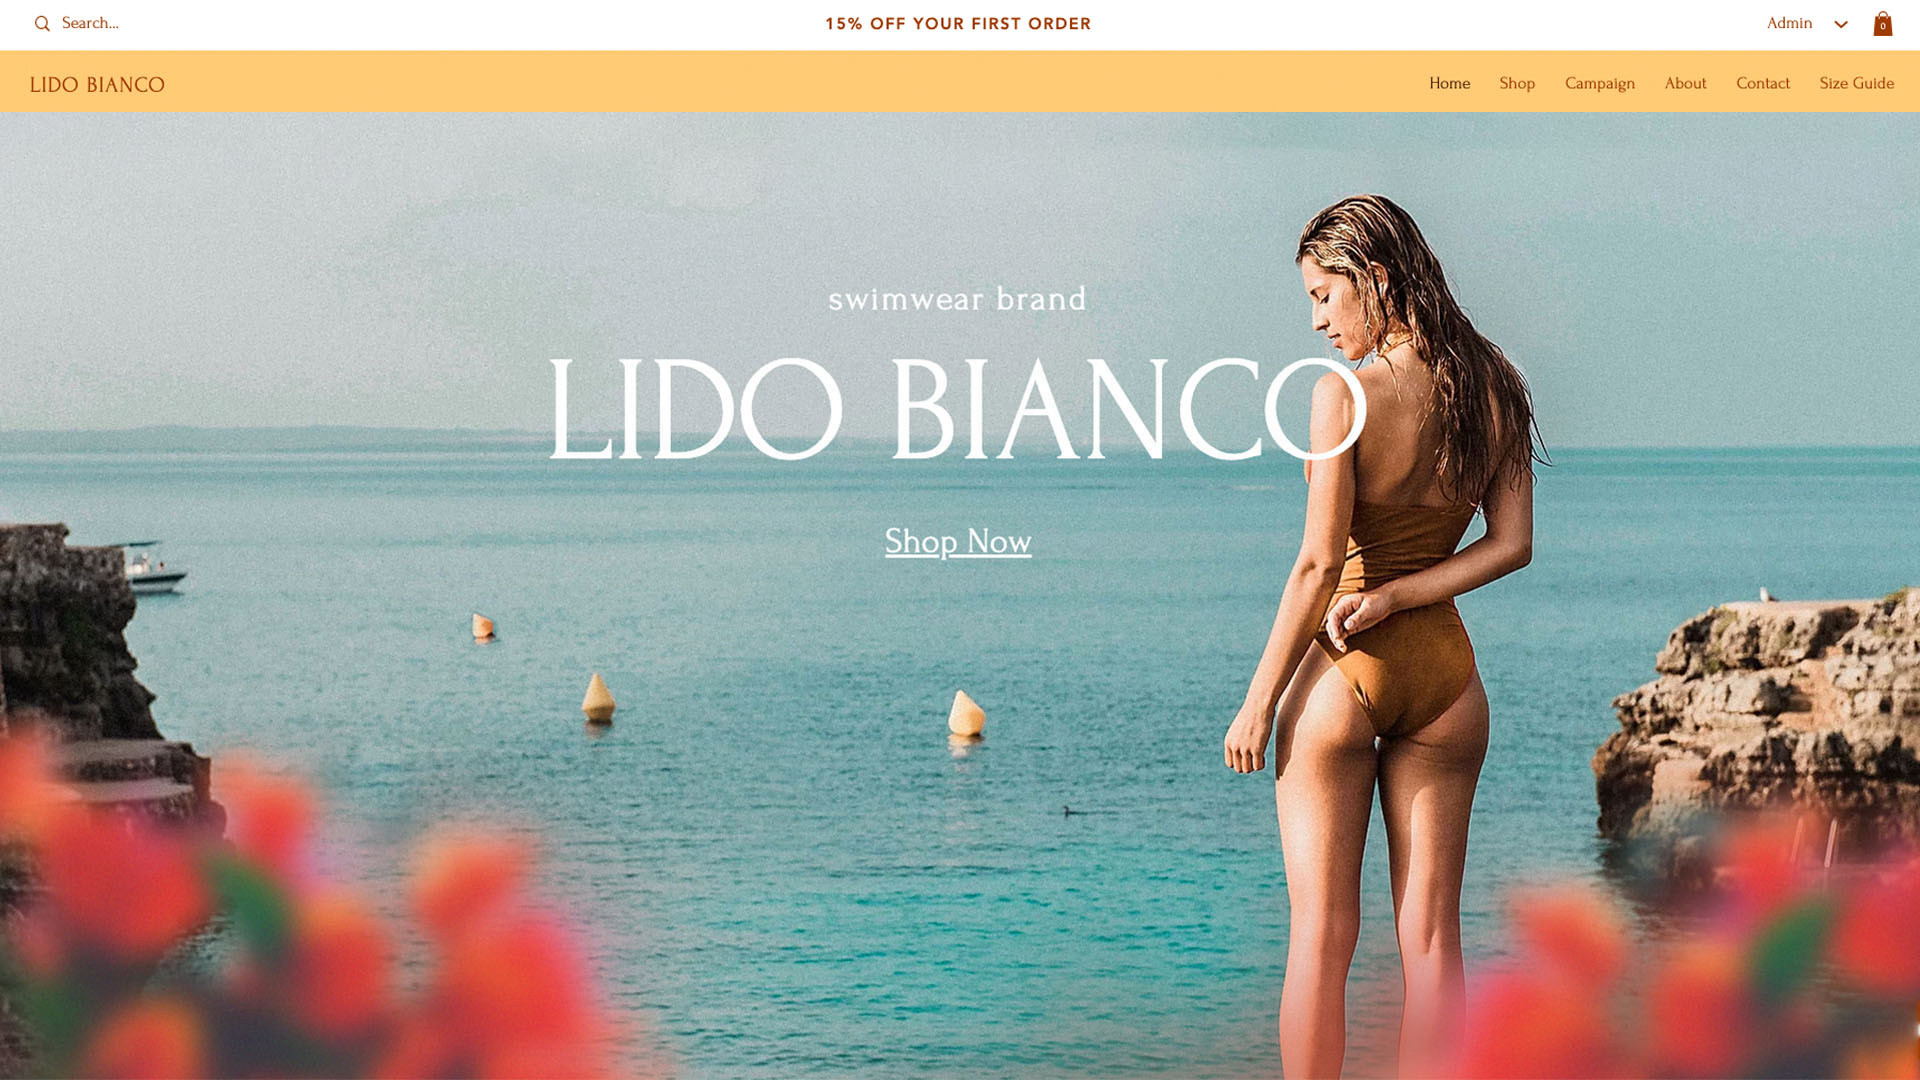 Search...
15% OFF YOUR FIRST ORDER
Admin
0
LIDO BIANCO
Home
Shop
Campaign
About
Contact
Size Guide
swimwear brand
LIDO BIANCO
Shop Now